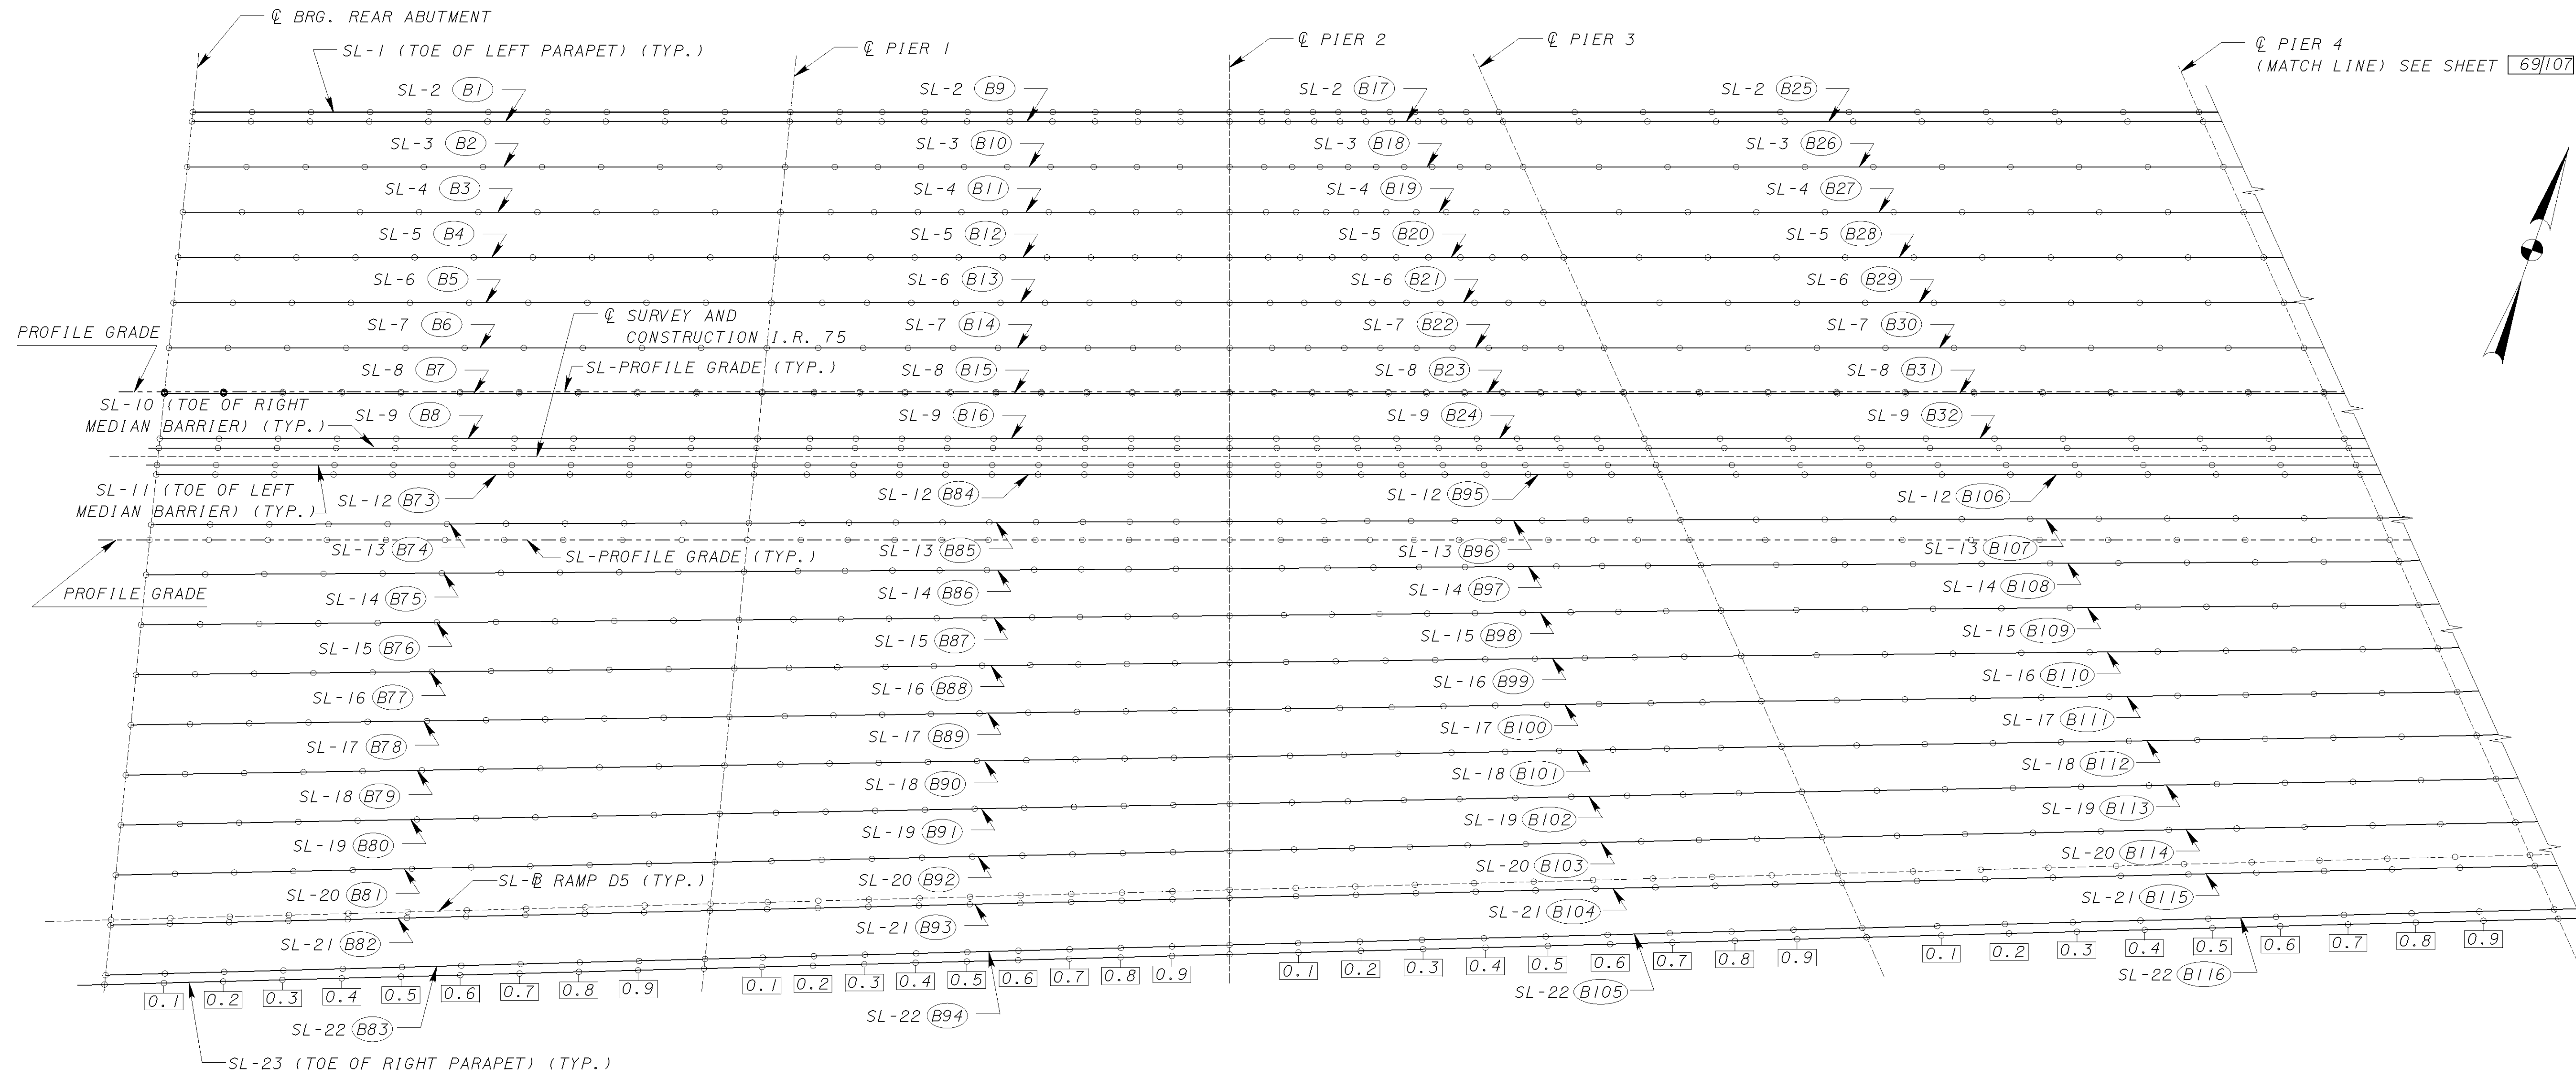 ℄ BRG. REAR ABUTMENT
SL-1 (TOE OF LEFT PARAPET) (TYP.)
℄ PIER 1
℄ PIER 2
℄ PIER 3
℄ PIER 4
(MATCH LINE) SEE SHEET 69/107
SL-2 B1
SL-2 B9
SL-2 B17
SL-2 B25
SL-3 B2
SL-3 B10
SL-3 B18
SL-3 B26
SL-4 B3
SL-4 B11
SL-4 B19
SL-4 B27
SL-5 B4
SL-5 B12
SL-5 B20
SL-5 B28
SL-6 B5
SL-6 B13
SL-6 B21
SL-6 B29
℄ SURVEY AND
CONSTRUCTION I.R. 75
PROFILE GRADE
SL-7 B6
SL-7 B14
SL-7 B22
SL-7 B30
SL-PROFILE GRADE (TYP.)
SL-8 B7
SL-8 B15
SL-8 B23
SL-8 B31
SL-10 (TOE OF RIGHT
MEDIAN BARRIER) (TYP.)
SL-9 B8
SL-9 B16
SL-9 B24
SL-9 B32
SL-11 (TOE OF LEFT
MEDIAN BARRIER) (TYP.)
SL-12 B73
SL-12 B84
SL-12 B95
SL-12 B106
SL-13 B74
SL-PROFILE GRADE (TYP.)
SL-13 B85
SL-13 B96
SL-13 B107
PROFILE GRADE
SL-14 B75
SL-14 B86
SL-14 B97
SL-14 B108
SL-15 B76
SL-15 B87
SL-15 B98
SL-15 B109
SL-16 B77
SL-16 B88
SL-16 B99
SL-16 B110
SL-17 B78
SL-17 B89
SL-17 B100
SL-17 B111
SL-18 B79
SL-18 B90
SL-18 B101
SL-18 B112
SL-19 B80
SL-19 B91
SL-19 B102
SL-19 B113
SL-20 B81
SL-℄ RAMP D5 (TYP.)
SL-20 B92
SL-20 B103
SL-20 B114
SL-21 B82
SL-21 B93
SL-21 B104
SL-21 B115
0.1 0.2 0.3 0.4 0.5 0.6 0.7 0.8 0.9
0.1 0.2 0.3 0.4 0.5 0.6 0.7 0.8 0.9
0.1 0.2 0.3 0.4 0.5 0.6 0.7 0.8 0.9
0.1 0.2 0.3 0.4 0.5 0.6 0.7 0.8 0.9
SL-22 B83
SL-22 B94
SL-22 B105
SL-22 B116
SL-23 (TOE OF RIGHT PARAPET) (TYP.)